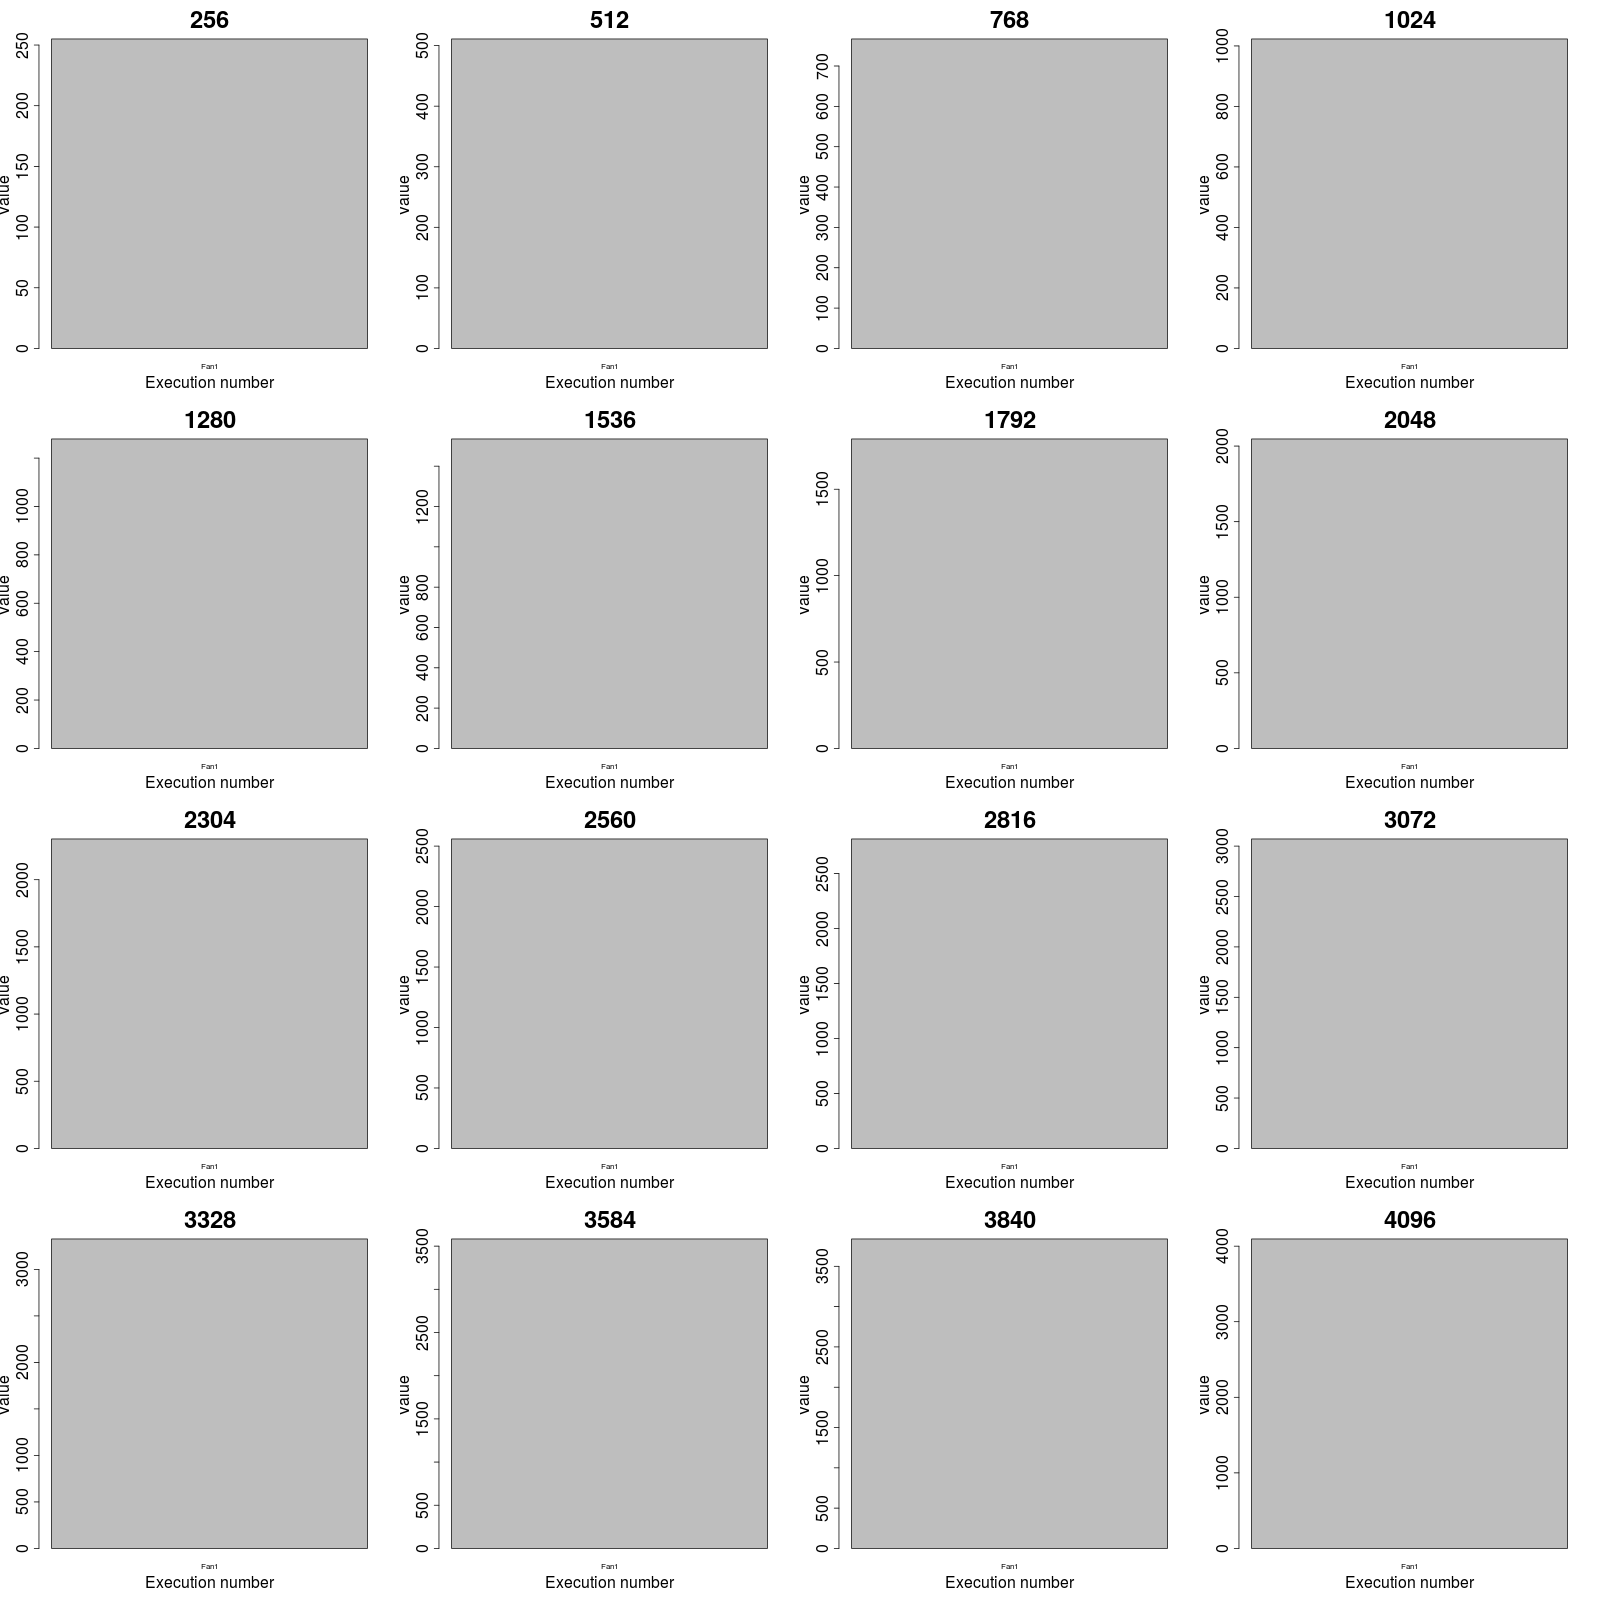 256
250
200
150
100
50
0
value
Fan1
Execution number
512
500
400
300
200
100
0
value
Fan1
Execution number
768
700
600
500
400
300
200
100
0
value
Fan1
Execution number
1024
1000
800
600
400
200
0
value
Fan1
Execution number
1280
1000
800
600
400
200
0
value
Fan1
Execution number
1536
1200
800
600
400
200
0
value
Fan1
Execution number
1792
1500
1000
500
0
value
Fan1
Execution number
2048
2000
1500
1000
500
0
value
Fan1
Execution number
2304
2000
1500
1000
500
0
value
Fan1
Execution number
2560
2500
2000
1500
1000
500
0
value
Fan1
Execution number
2816
2500
2000
1500
1000
500
0
value
Fan1
Execution number
3072
3000
2500
2000
1500
1000
500
0
value
Fan1
Execution number
3328
3000
2000
1000
500
0
value
Fan1
Execution number
3584
3500
2500
1500
500
0
value
Fan1
Execution number
3840
3500
2500
1500
500
0
value
Fan1
Execution number
4096
4000
3000
2000
1000
0
value
Fan1
Execution number